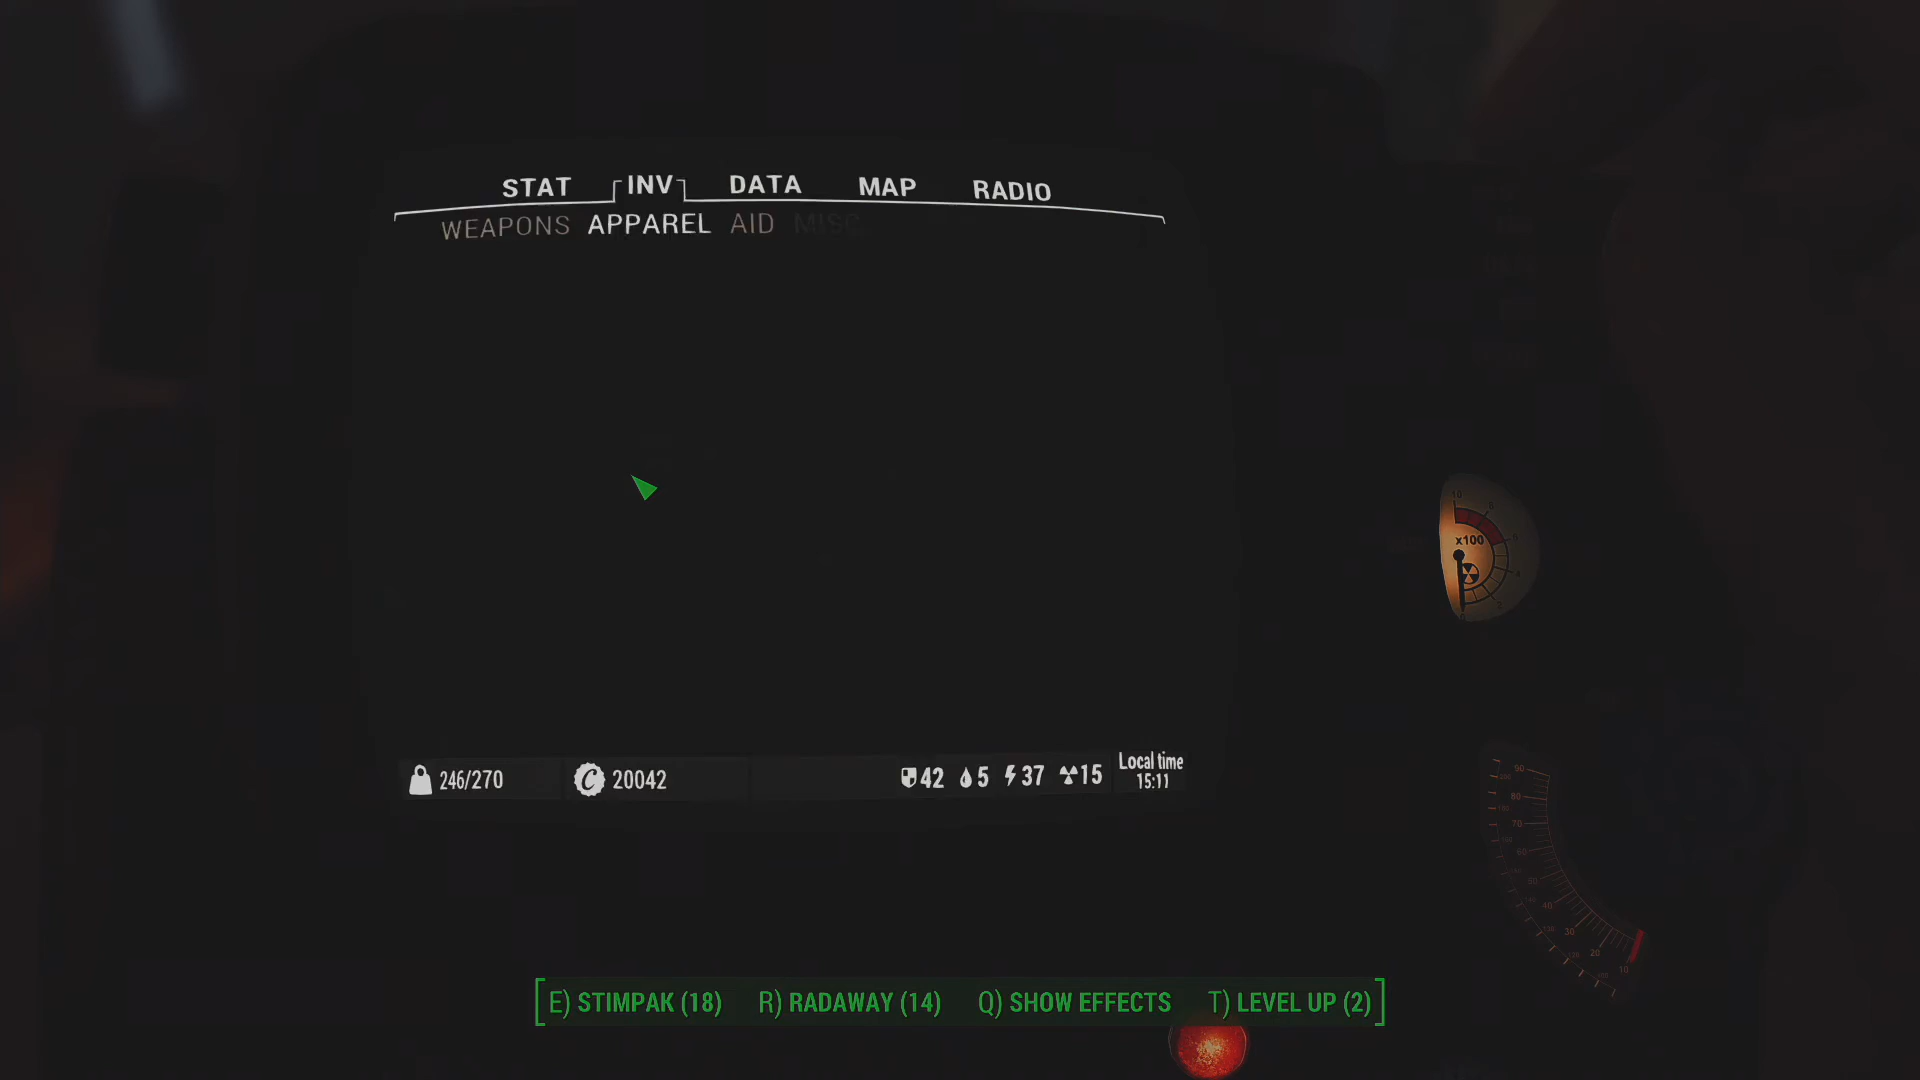 STAT INV DATA MAP RADIO
WEAPONS APPAREL AID MISC
246/270 20042 42 5 37 15 Local time
15:11
x100
E) STIMPAK (18) R) RADAWAY (14) Q) SHOW EFFECTS T) LEVEL UP (2)